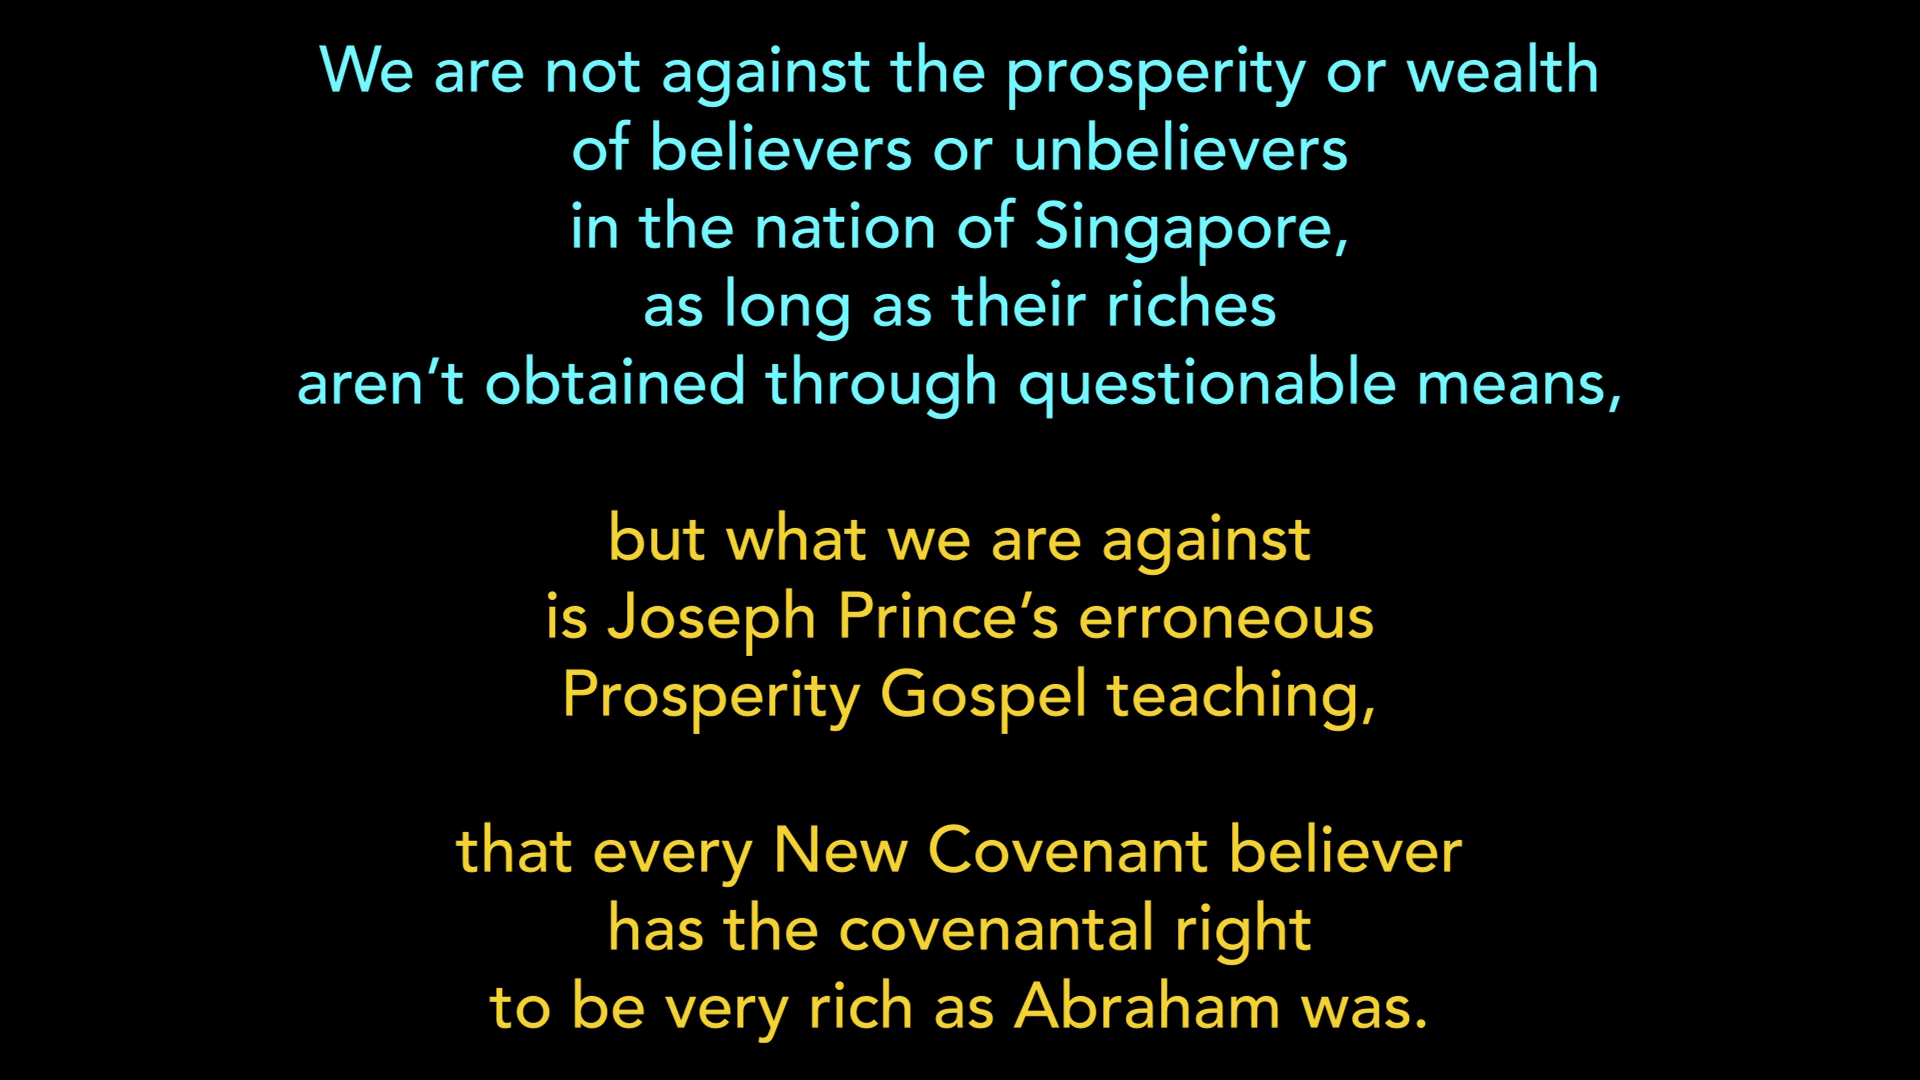 We are not against the prosperity or wealth
of believers or unbelievers
in the nation of Singapore,
as long as their riches
aren’t obtained through questionable means,
but what we are against
is Joseph Prince’s erroneous
Prosperity Gospel teaching,
that every New Covenant believer
has the covenantal right
to be very rich as Abraham was.